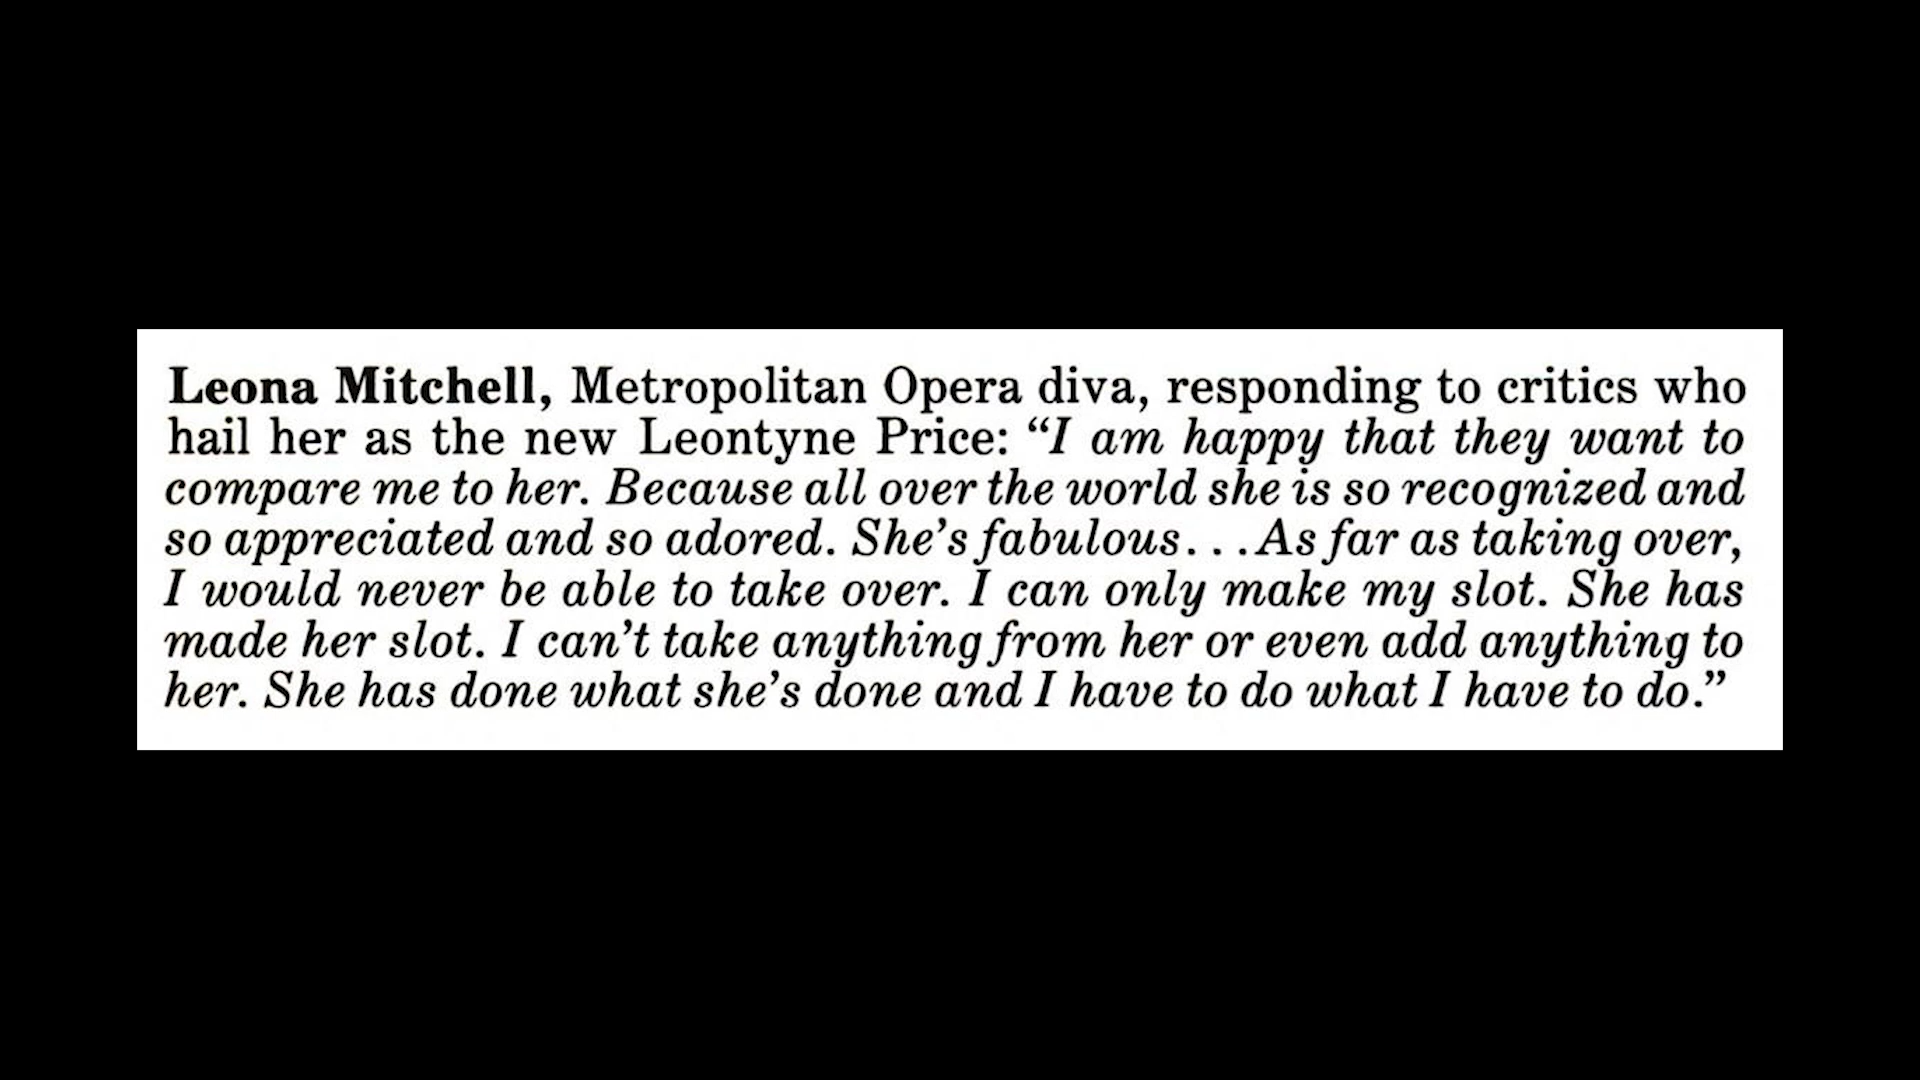 Leona Mitchell, Metropolitan Opera diva, responding to critics who
hail her as the new Leontyne Price: “I am happy that they want to
compare me to her. Because all over the world she is so recognized and
so appreciated and so adored. She’s fabulous...As far as taking over,
I would never be able to take over. I can only make my slot. She has
made her slot. I can’t take anything from her or even add anything to
her. She has done what she’s done and I have to do what I have to do.”